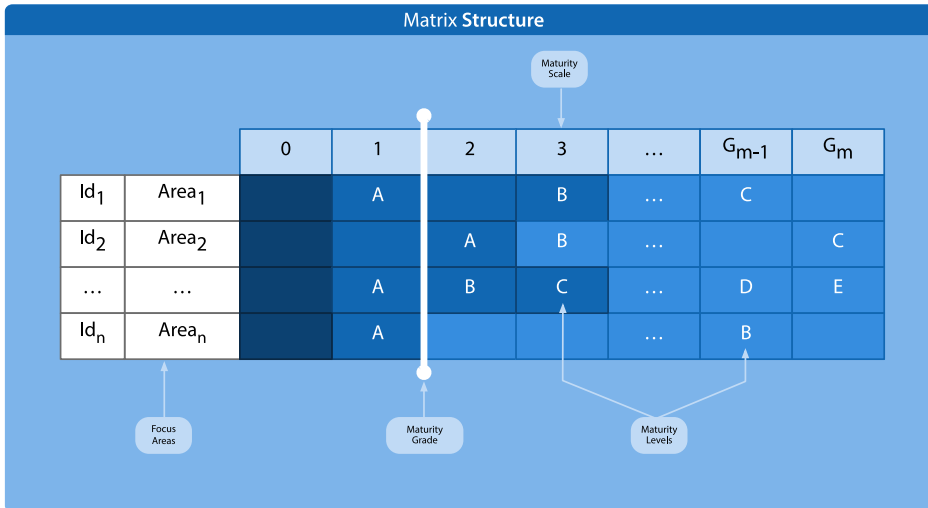 Matrix Structure
Maturity
Scale
0 1 2 3 ... Gm-1 Gm
Id1 Area1 A B ... C
Id2 Area2 A B ... C
... ... A B C ... D E
Idn Arean A ... B
Focus
Areas
Maturity
Grade
Maturity
Levels